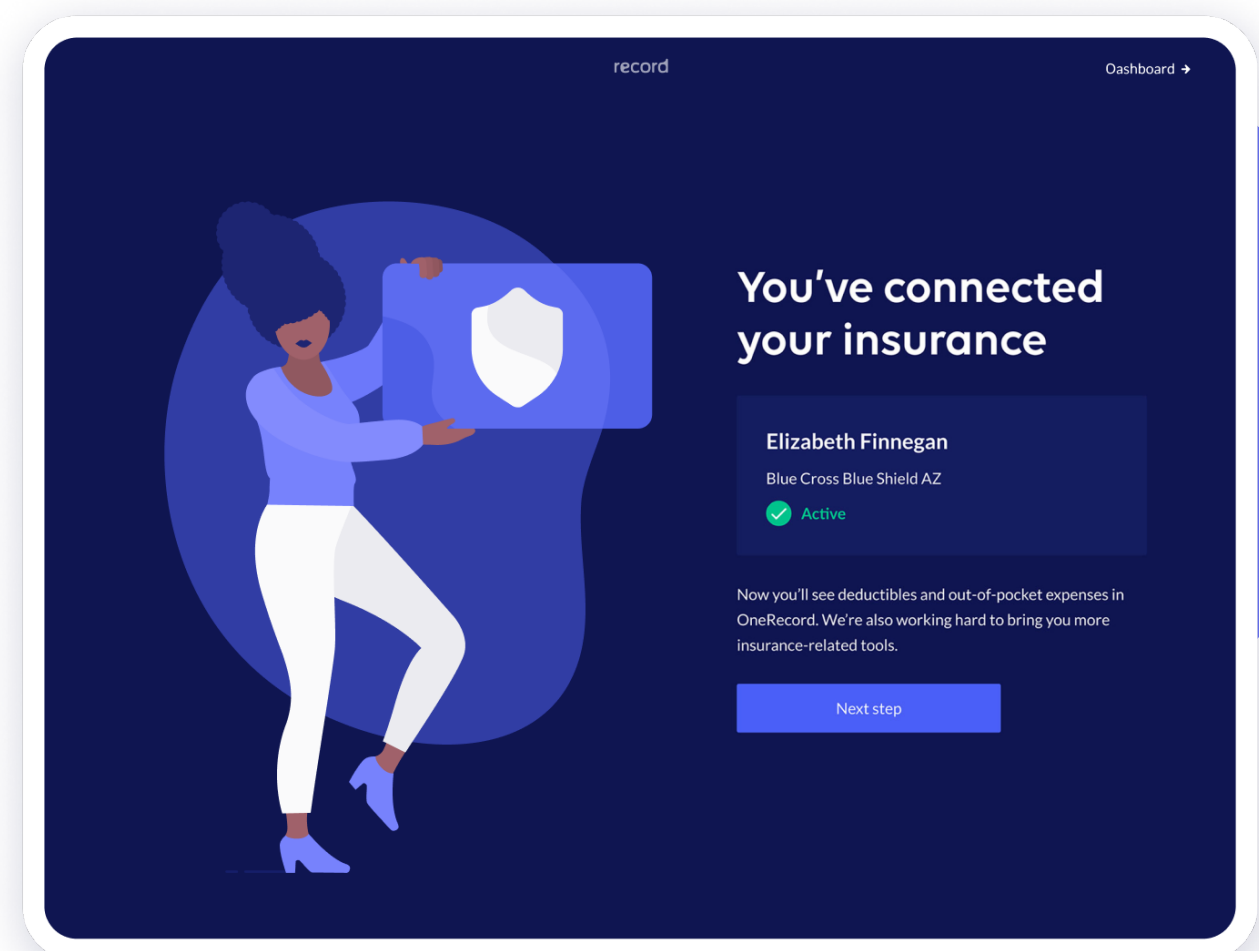 record
Oashboard →
You've connected
your insurance
Elizabeth Finnegan
Blue Cross Blue Shield AZ
Active
Now you'll see deductibles and out-of-pocket expenses in
OneRecord. We're also working hard to bring you more
insurance-related tools.
Next step